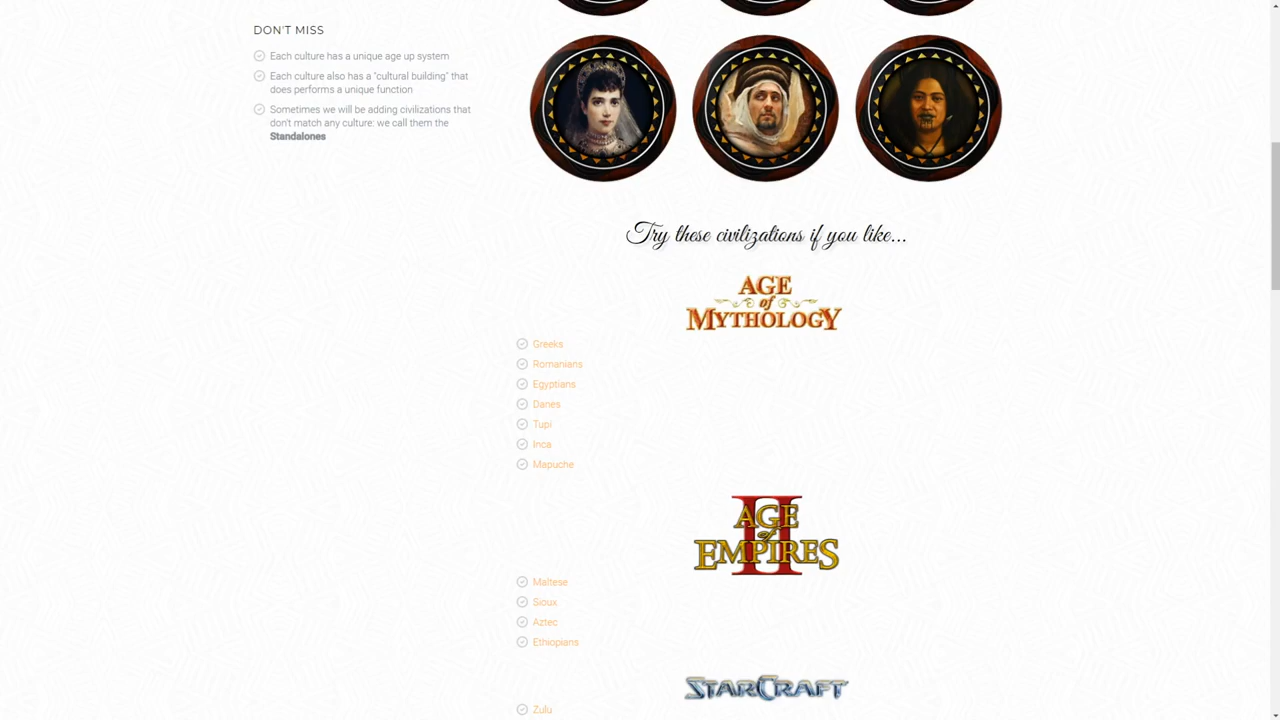 DON'T MISS
Each culture has a unique age up system
Each culture also has a "cultural building" that
does performs a unique function
Sometimes we will be adding civilizations that
don't match any culture: we call them the
Standalones
Try these civilizations if you like...
AGE
of
MYTHOLOGY
Greeks
Romanians
Egyptians
Danes
Tupi
Inca
Mapuche
II
AGE
of
EMPIRES
Maltese
Sioux
Aztec
Ethiopians
STARCRAFT
Zulu